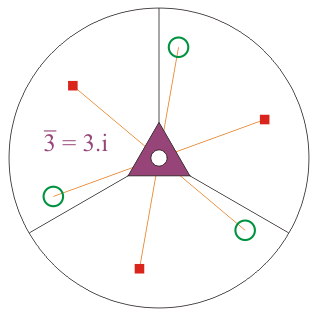 3̅ = 3.i